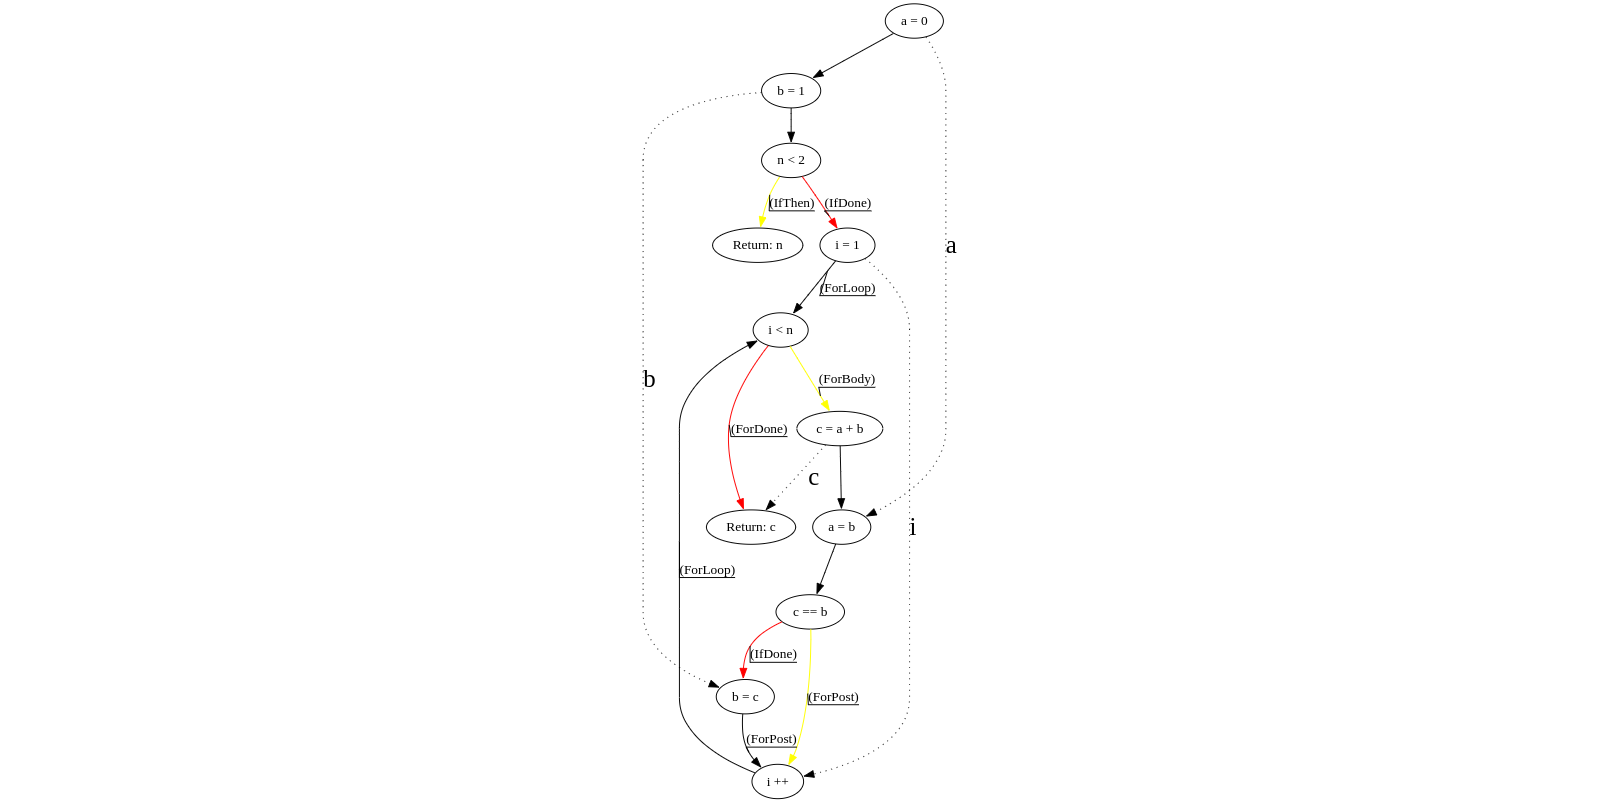 a = 0
b = 1
n < 2
(IfThen)
(IfDone)
Return: n
i = 1
a
(ForLoop)
i < n
b
(ForBody)
(ForDone)
c = a + b
c
Return: c
a = b
i
(ForLoop)
c == b
(IfDone)
b = c
(ForPost)
(ForPost)
i ++